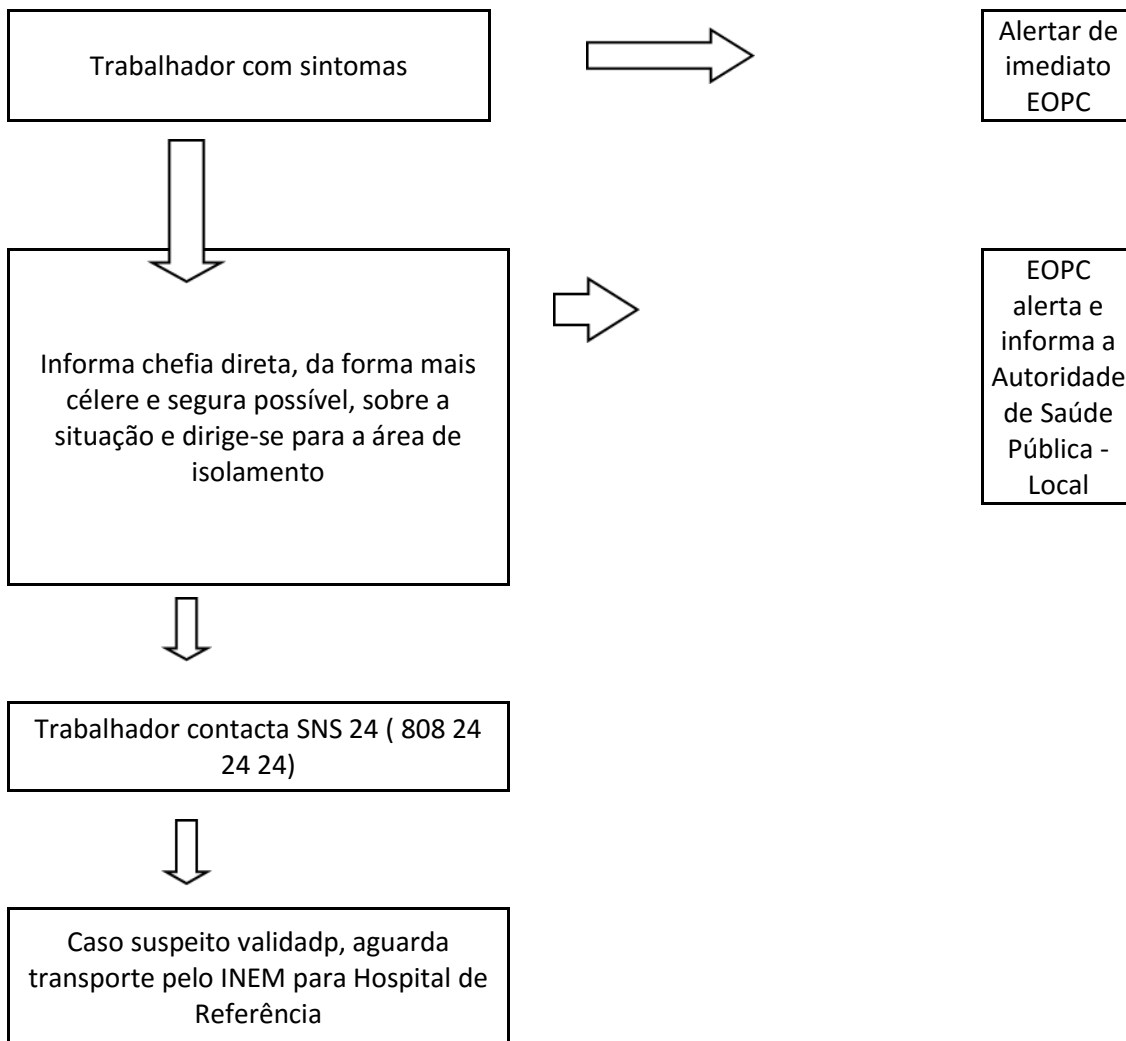 Trabalhador com sintomas
Alertar de
imediato
EOPC
Informa chefia direta, da forma mais
célere e segura possível, sobre a
situação e dirige-se para a área de
isolamento
EOPC
alerta e
informa a
Autoridade
de Saúde
Pública -
Local
Trabalhador contacta SNS 24 ( 808 24
24 24)
Caso suspeito validadp, aguarda
transporte pelo INEM para Hospital de
Referência